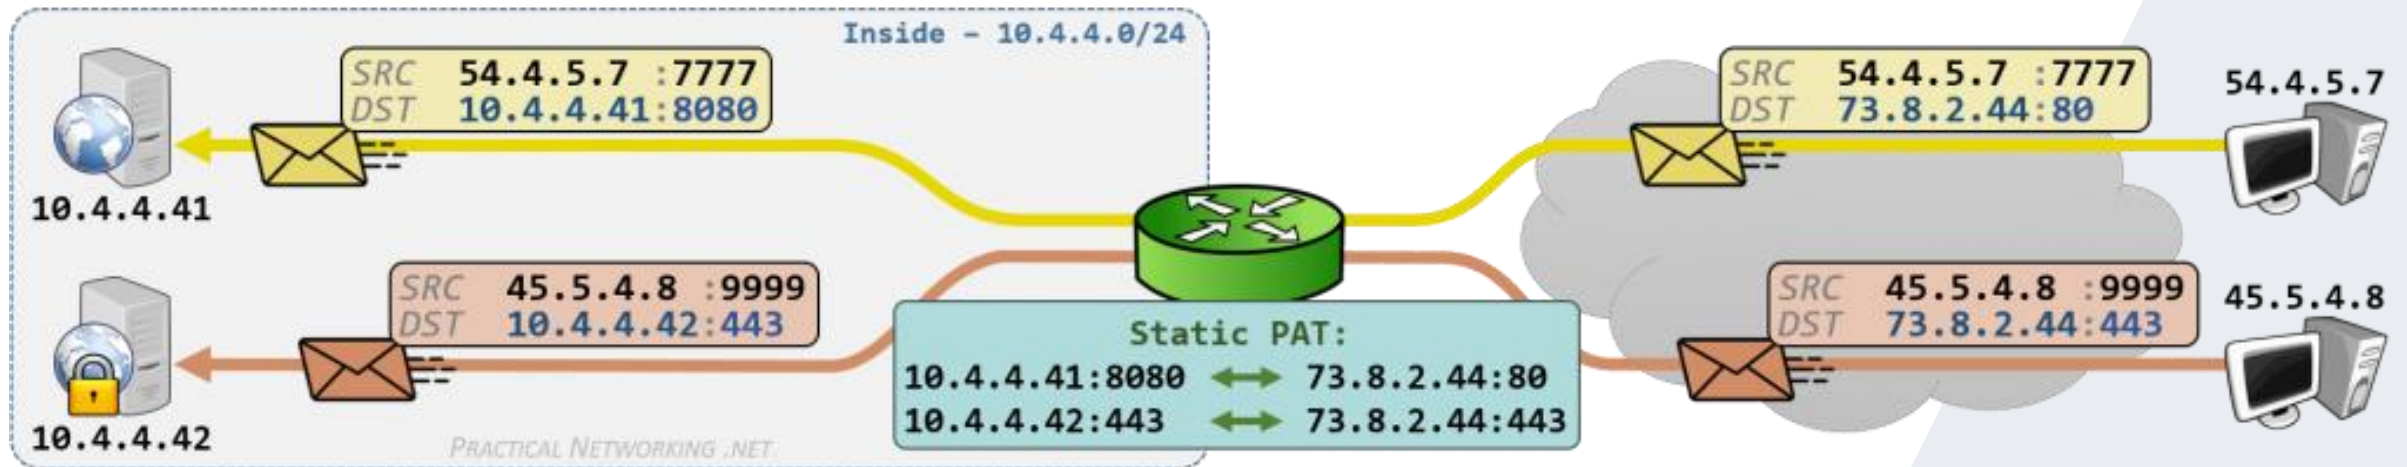 Inside – 10.4.4.0/24
SRC 54.4.5.7 :7777
DST 10.4.4.41:8080
SRC 54.4.5.7 :7777
DST 73.8.2.44:80
54.4.5.7
10.4.4.41
SRC 45.5.4.8 :9999
DST 10.4.4.42:443
SRC 45.5.4.8 :9999
DST 73.8.2.44:443
45.5.4.8
Static PAT:
10.4.4.41:8080 ↔ 73.8.2.44:80
10.4.4.42:443 ↔ 73.8.2.44:443
10.4.4.42
PRACTICAL NETWORKING .NET